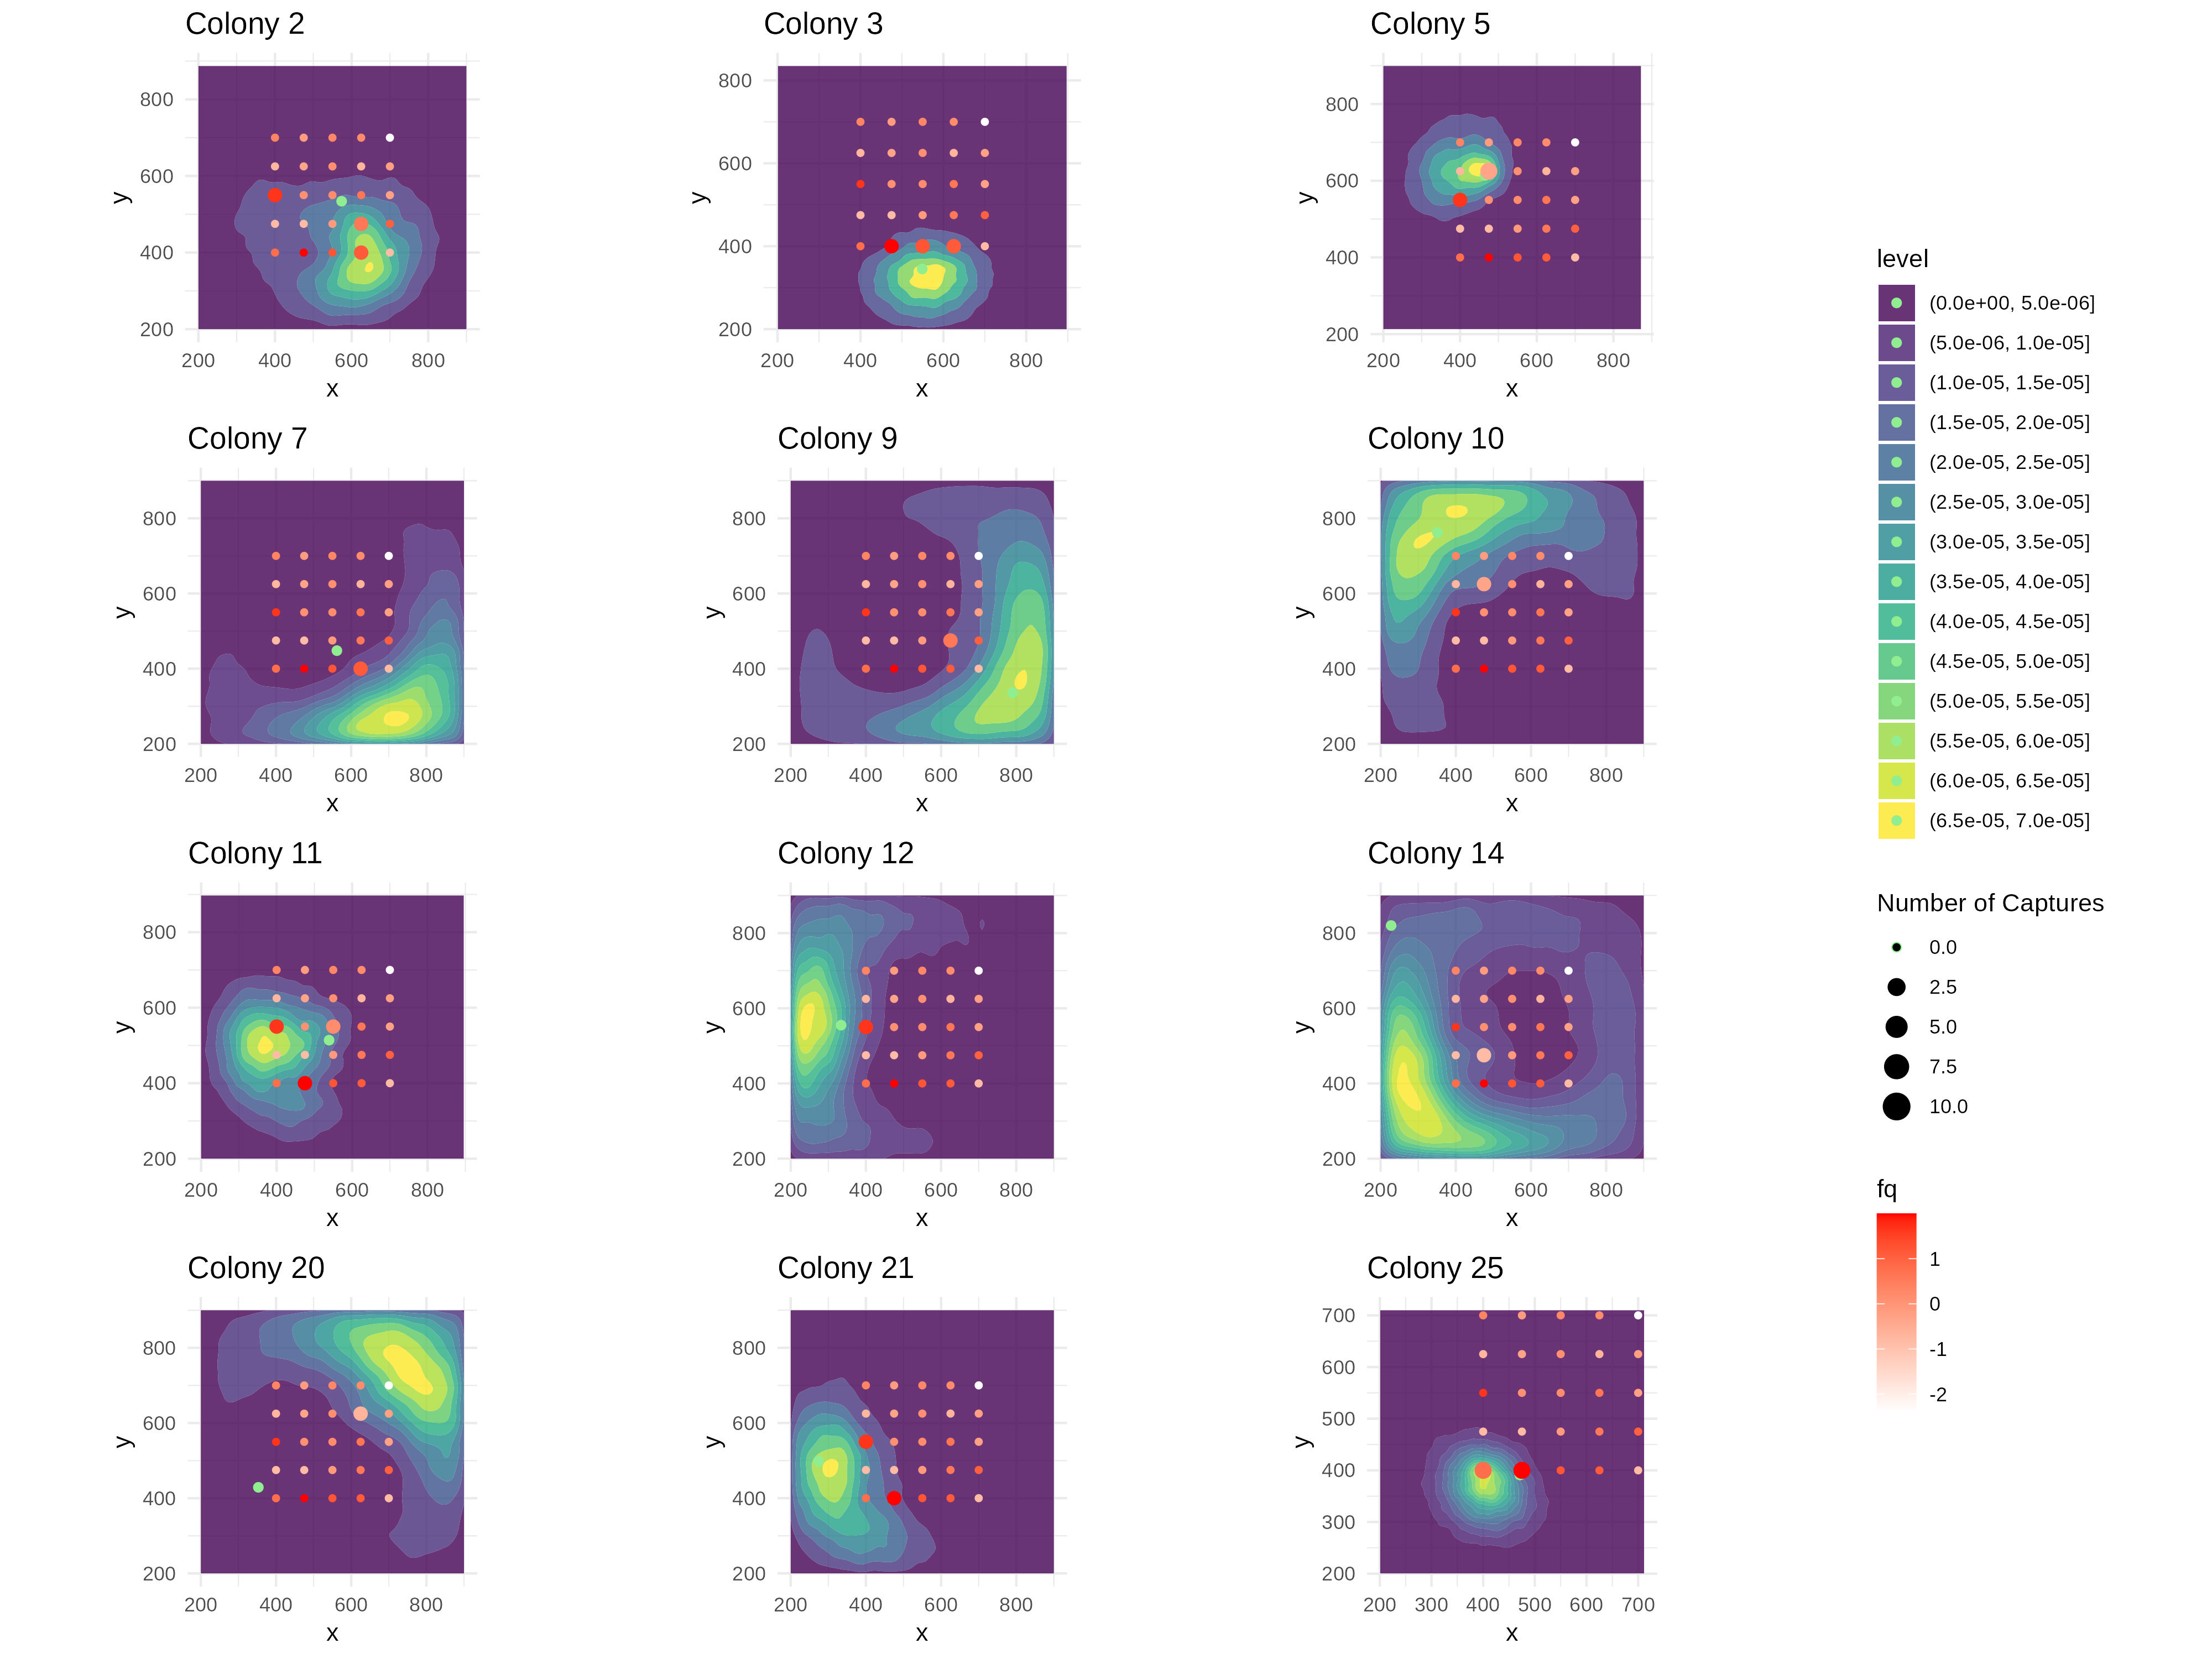 Colony 2
800
600
400
200
200 400 600 800
y
x
Colony 3
800
600
400
200
200 400 600 800
y
x
Colony 5
800
600
400
200
200 400 600 800
y
x
Colony 7
800
600
400
200
200 400 600 800
y
x
Colony 9
800
600
400
200
200 400 600 800
y
x
Colony 10
800
600
400
200
200 400 600 800
y
x
Colony 11
800
600
400
200
200 400 600 800
y
x
Colony 12
800
600
400
200
200 400 600 800
y
x
Colony 14
800
600
400
200
200 400 600 800
y
x
Colony 20
800
600
400
200
200 400 600 800
y
x
Colony 21
800
600
400
200
200 400 600 800
y
x
Colony 25
700
600
500
400
300
200
200 300 400 500 600 700
y
x
level
(0.0e+00, 5.0e-06]
(5.0e-06, 1.0e-05]
(1.0e-05, 1.5e-05]
(1.5e-05, 2.0e-05]
(2.0e-05, 2.5e-05]
(2.5e-05, 3.0e-05]
(3.0e-05, 3.5e-05]
(3.5e-05, 4.0e-05]
(4.0e-05, 4.5e-05]
(4.5e-05, 5.0e-05]
(5.0e-05, 5.5e-05]
(5.5e-05, 6.0e-05]
(6.0e-05, 6.5e-05]
(6.5e-05, 7.0e-05]
Number of Captures
0.0
2.5
5.0
7.5
10.0
fq
1
0
-1
-2